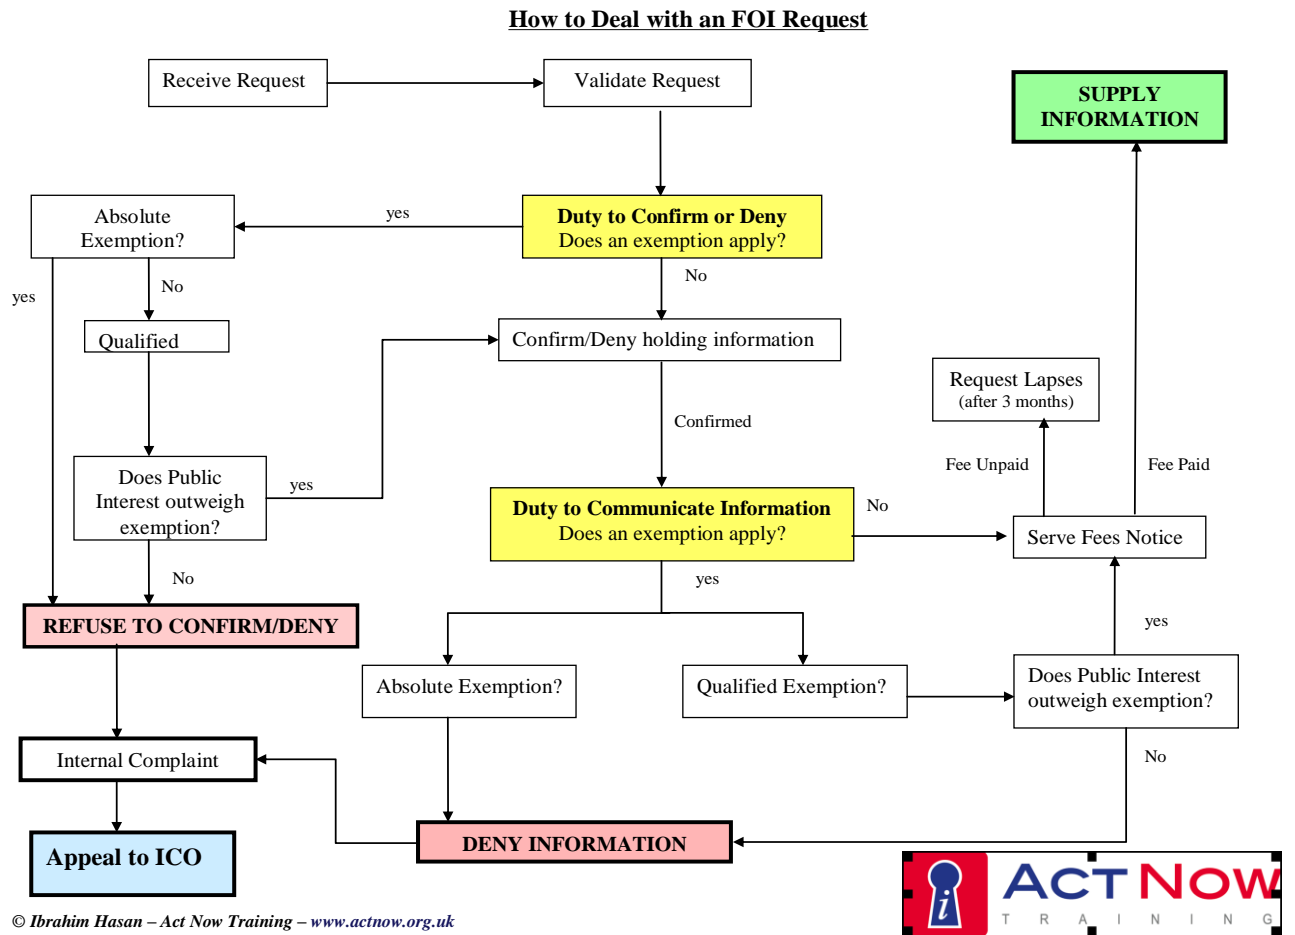 How to Deal with an FOI Request
Receive Request
Validate Request
SUPPLY
INFORMATION
Absolute
Exemption?
yes
Duty to Confirm or Deny
Does an exemption apply?
yes
No
No
Qualified
Confirm/Deny holding information
Request Lapses
(after 3 months)
Confirmed
Fee Unpaid
Fee Paid
Does Public
Interest outweigh
exemption?
yes
Duty to Communicate Information
Does an exemption apply?
No
Serve Fees Notice
No
yes
REFUSE TO CONFIRM/DENY
yes
Absolute Exemption?
Qualified Exemption?
Does Public Interest
outweigh exemption?
Internal Complaint
No
DENY INFORMATION
Appeal to ICO
i
ACT NOW
TRAINING
© Ibrahim Hasan – Act Now Training – www.actnow.org.uk